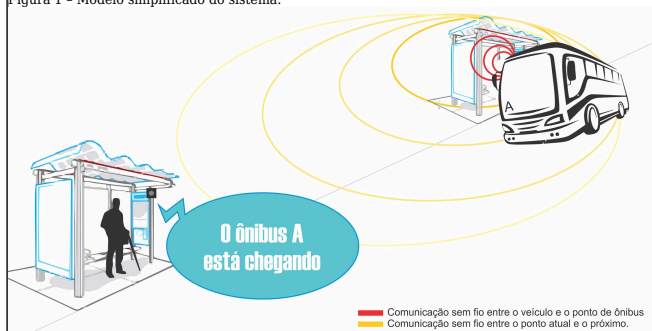 Figura 1 – Modelo simplificado do sistema.
A
O ônibus A
está chegando
Comunicação sem fio entre o veículo e o ponto de ônibus
Comunicação sem fio entre o ponto atual e o próximo.